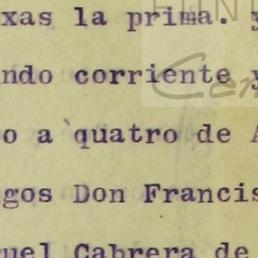 xas la prima. y
ndo corriente y
o a quatro de A
gos Don Francis
uel Cabrera de